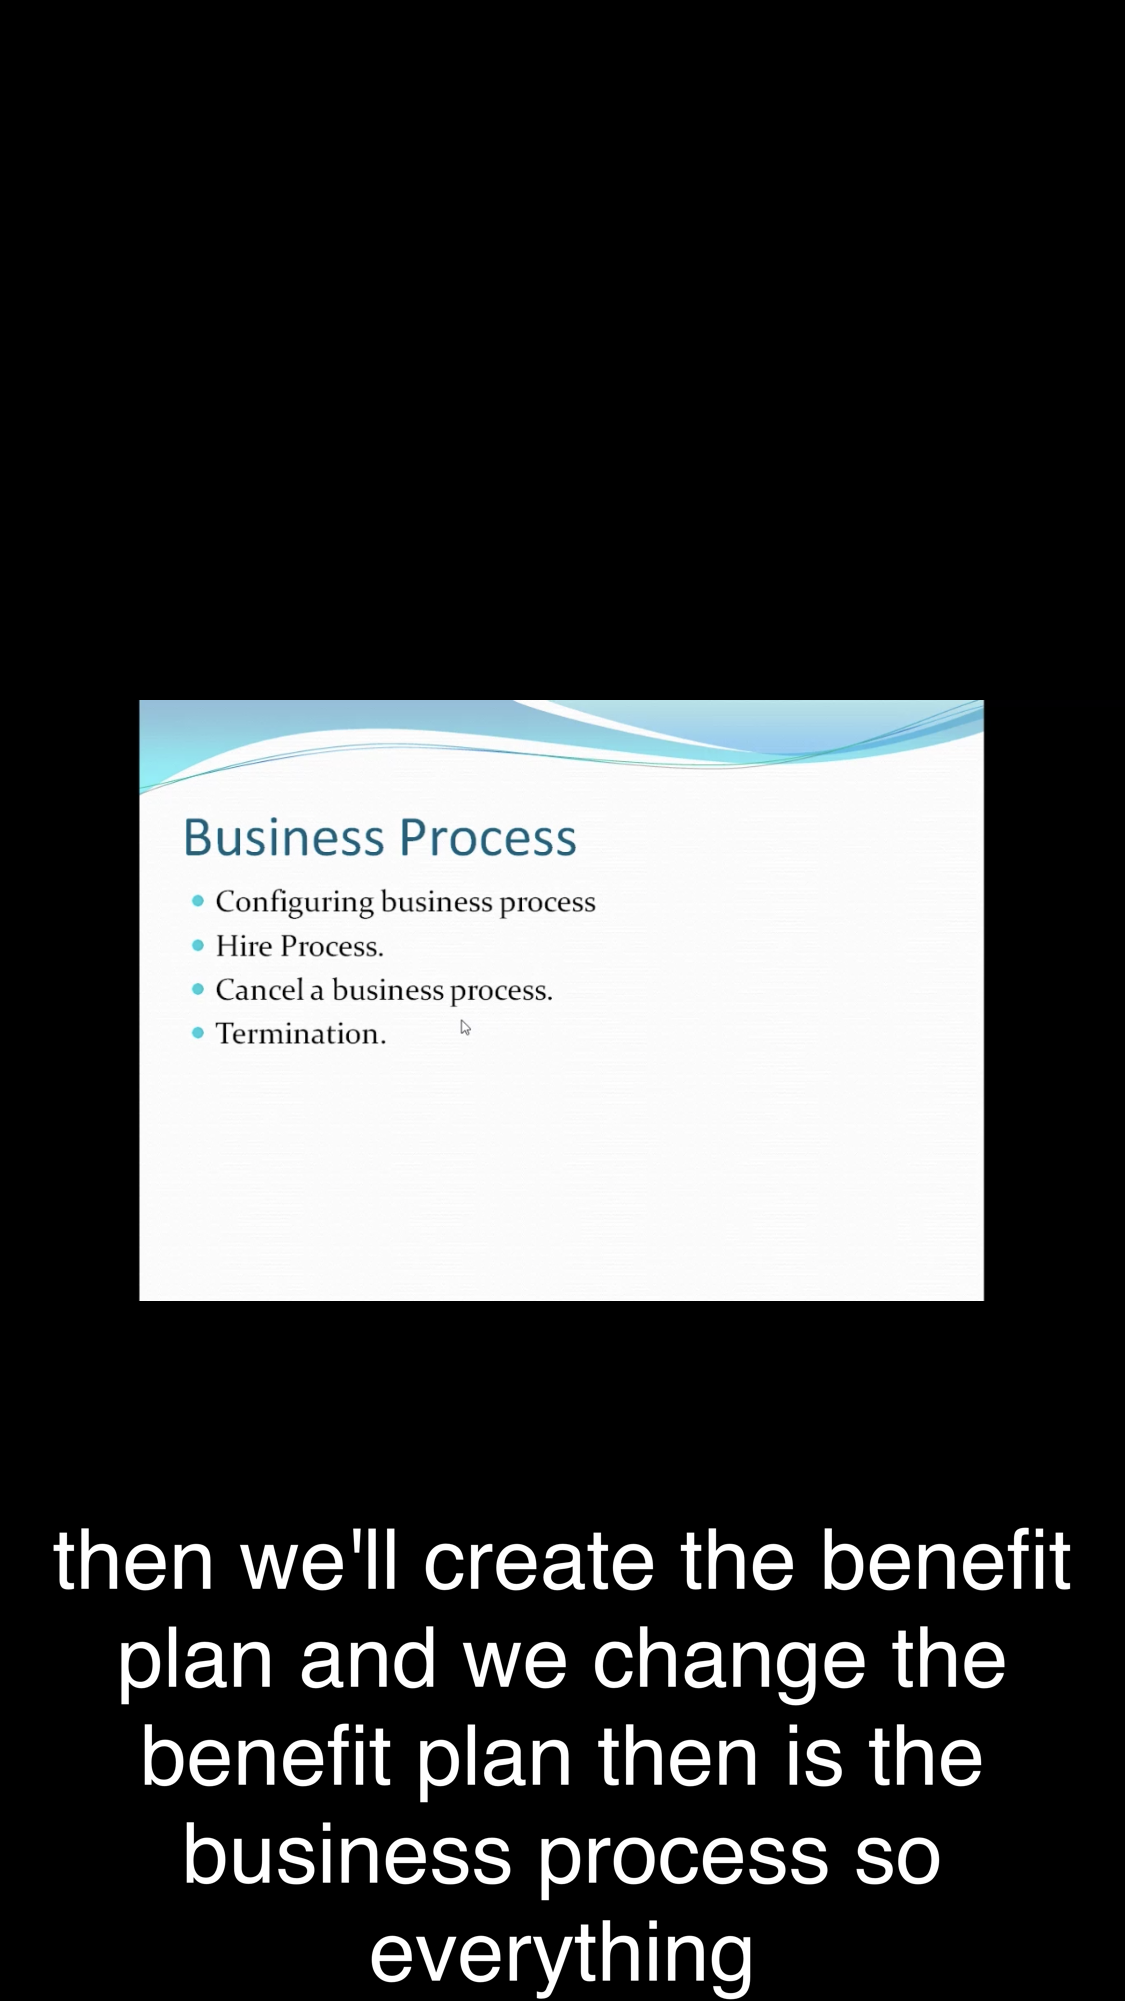 Business Process
Configuring business process
Hire Process.
Cancel a business process.
Termination.
then we'll create the benefit
plan and we change the
benefit plan then is the
business process so
everything